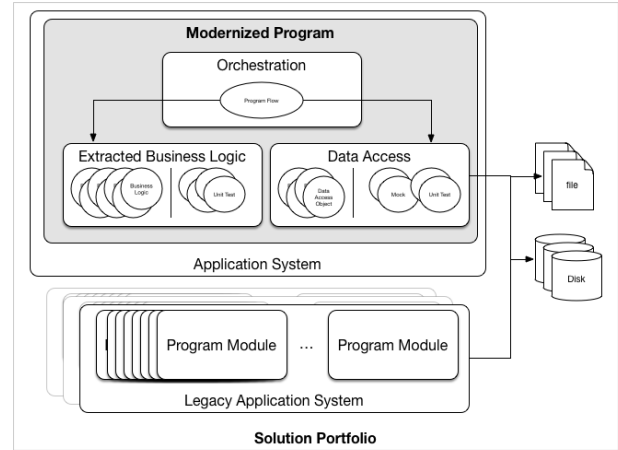 Modernized Program
Orchestration
Program Flow
Extracted Business Logic
Business
Logic
Unit Test
Data Access
Data
Access
Object
Mock
Unit Test
file
Disk
Application System
Program Module
...
Program Module
Legacy Application System
Solution Portfolio